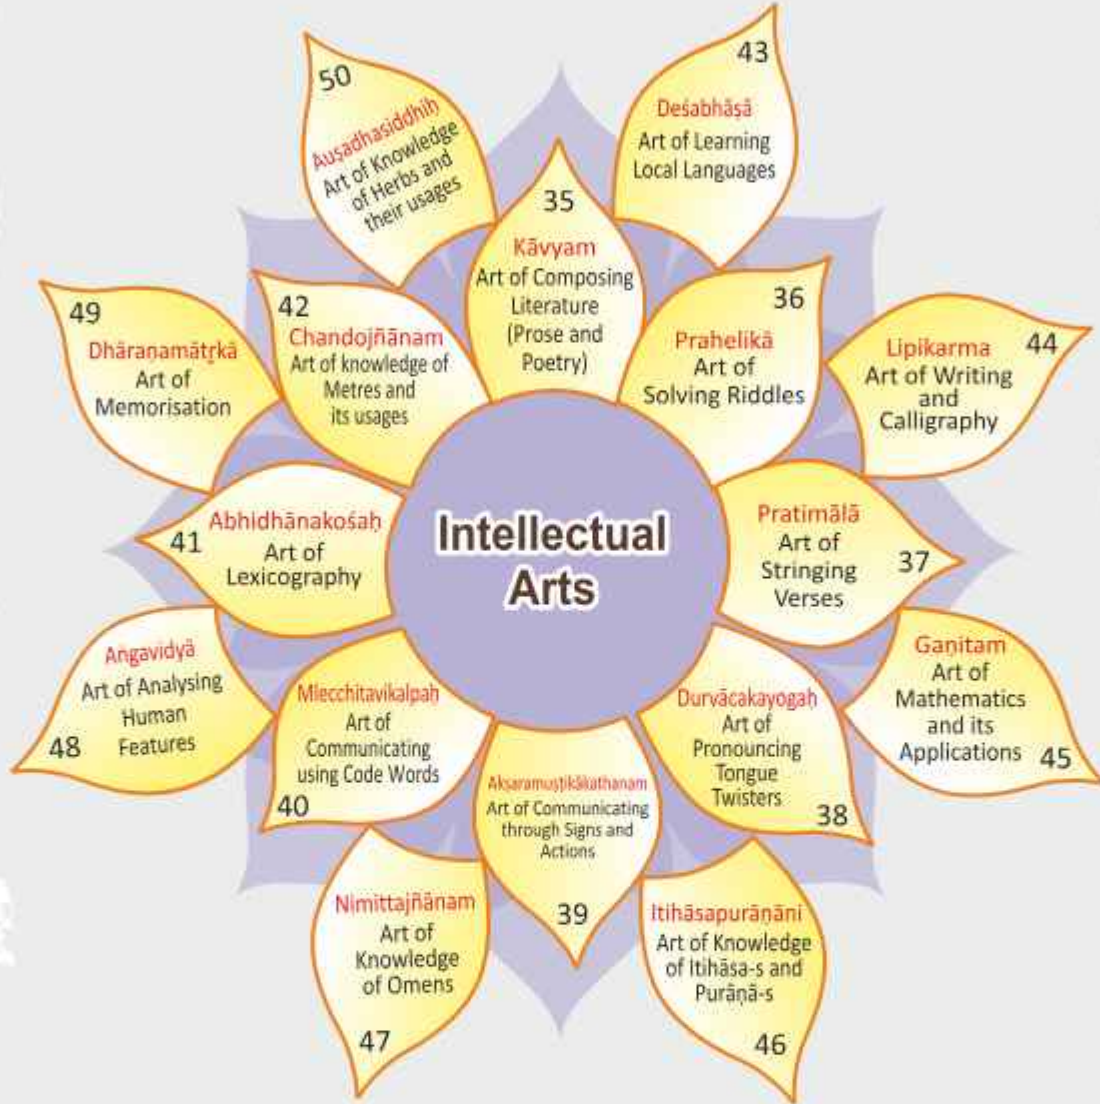 Intellectual
Arts
35
Kāvyam
Art of Composing
Literature
(Prose and
Poetry)
36
Prahelikā
Art of
Solving Riddles
Pratimālā
Art of
Stringing
Verses
37
Durvācakayogaḥ
Art of
Pronouncing
Tongue
Twisters
38
Akṣaramuṣṭikākathanam
Art of Communicating
through Signs and
Actions
39
Mlecchitavikalpaḥ
Art of
Communicating
using Code Words
40
Abhidhānakośaḥ
41
Art of
Lexicography
42
Chandojñānam
Art of knowledge of
Metres and
its usages
43
Deśabhāṣā
Art of Learning
Local Languages
Lipikarma
44
Art of Writing
and
Calligraphy
Gaṇitaṁ
Art of
Mathematics
and its
Applications
45
Itihāsapurāṇāni
Art of Knowledge
of Itihāsa-s and
Purāṇā-s
46
Nimittajñānam
Art of
Knowledge
of Omens
47
Aṅgavidyā
Art of Analysing
Human
Features
48
49
Dhāraṇamātṛkā
Art of
Memorisation
50
Auṣadhasiddhiḥ
Art of Knowledge
of Herbs and
their usages